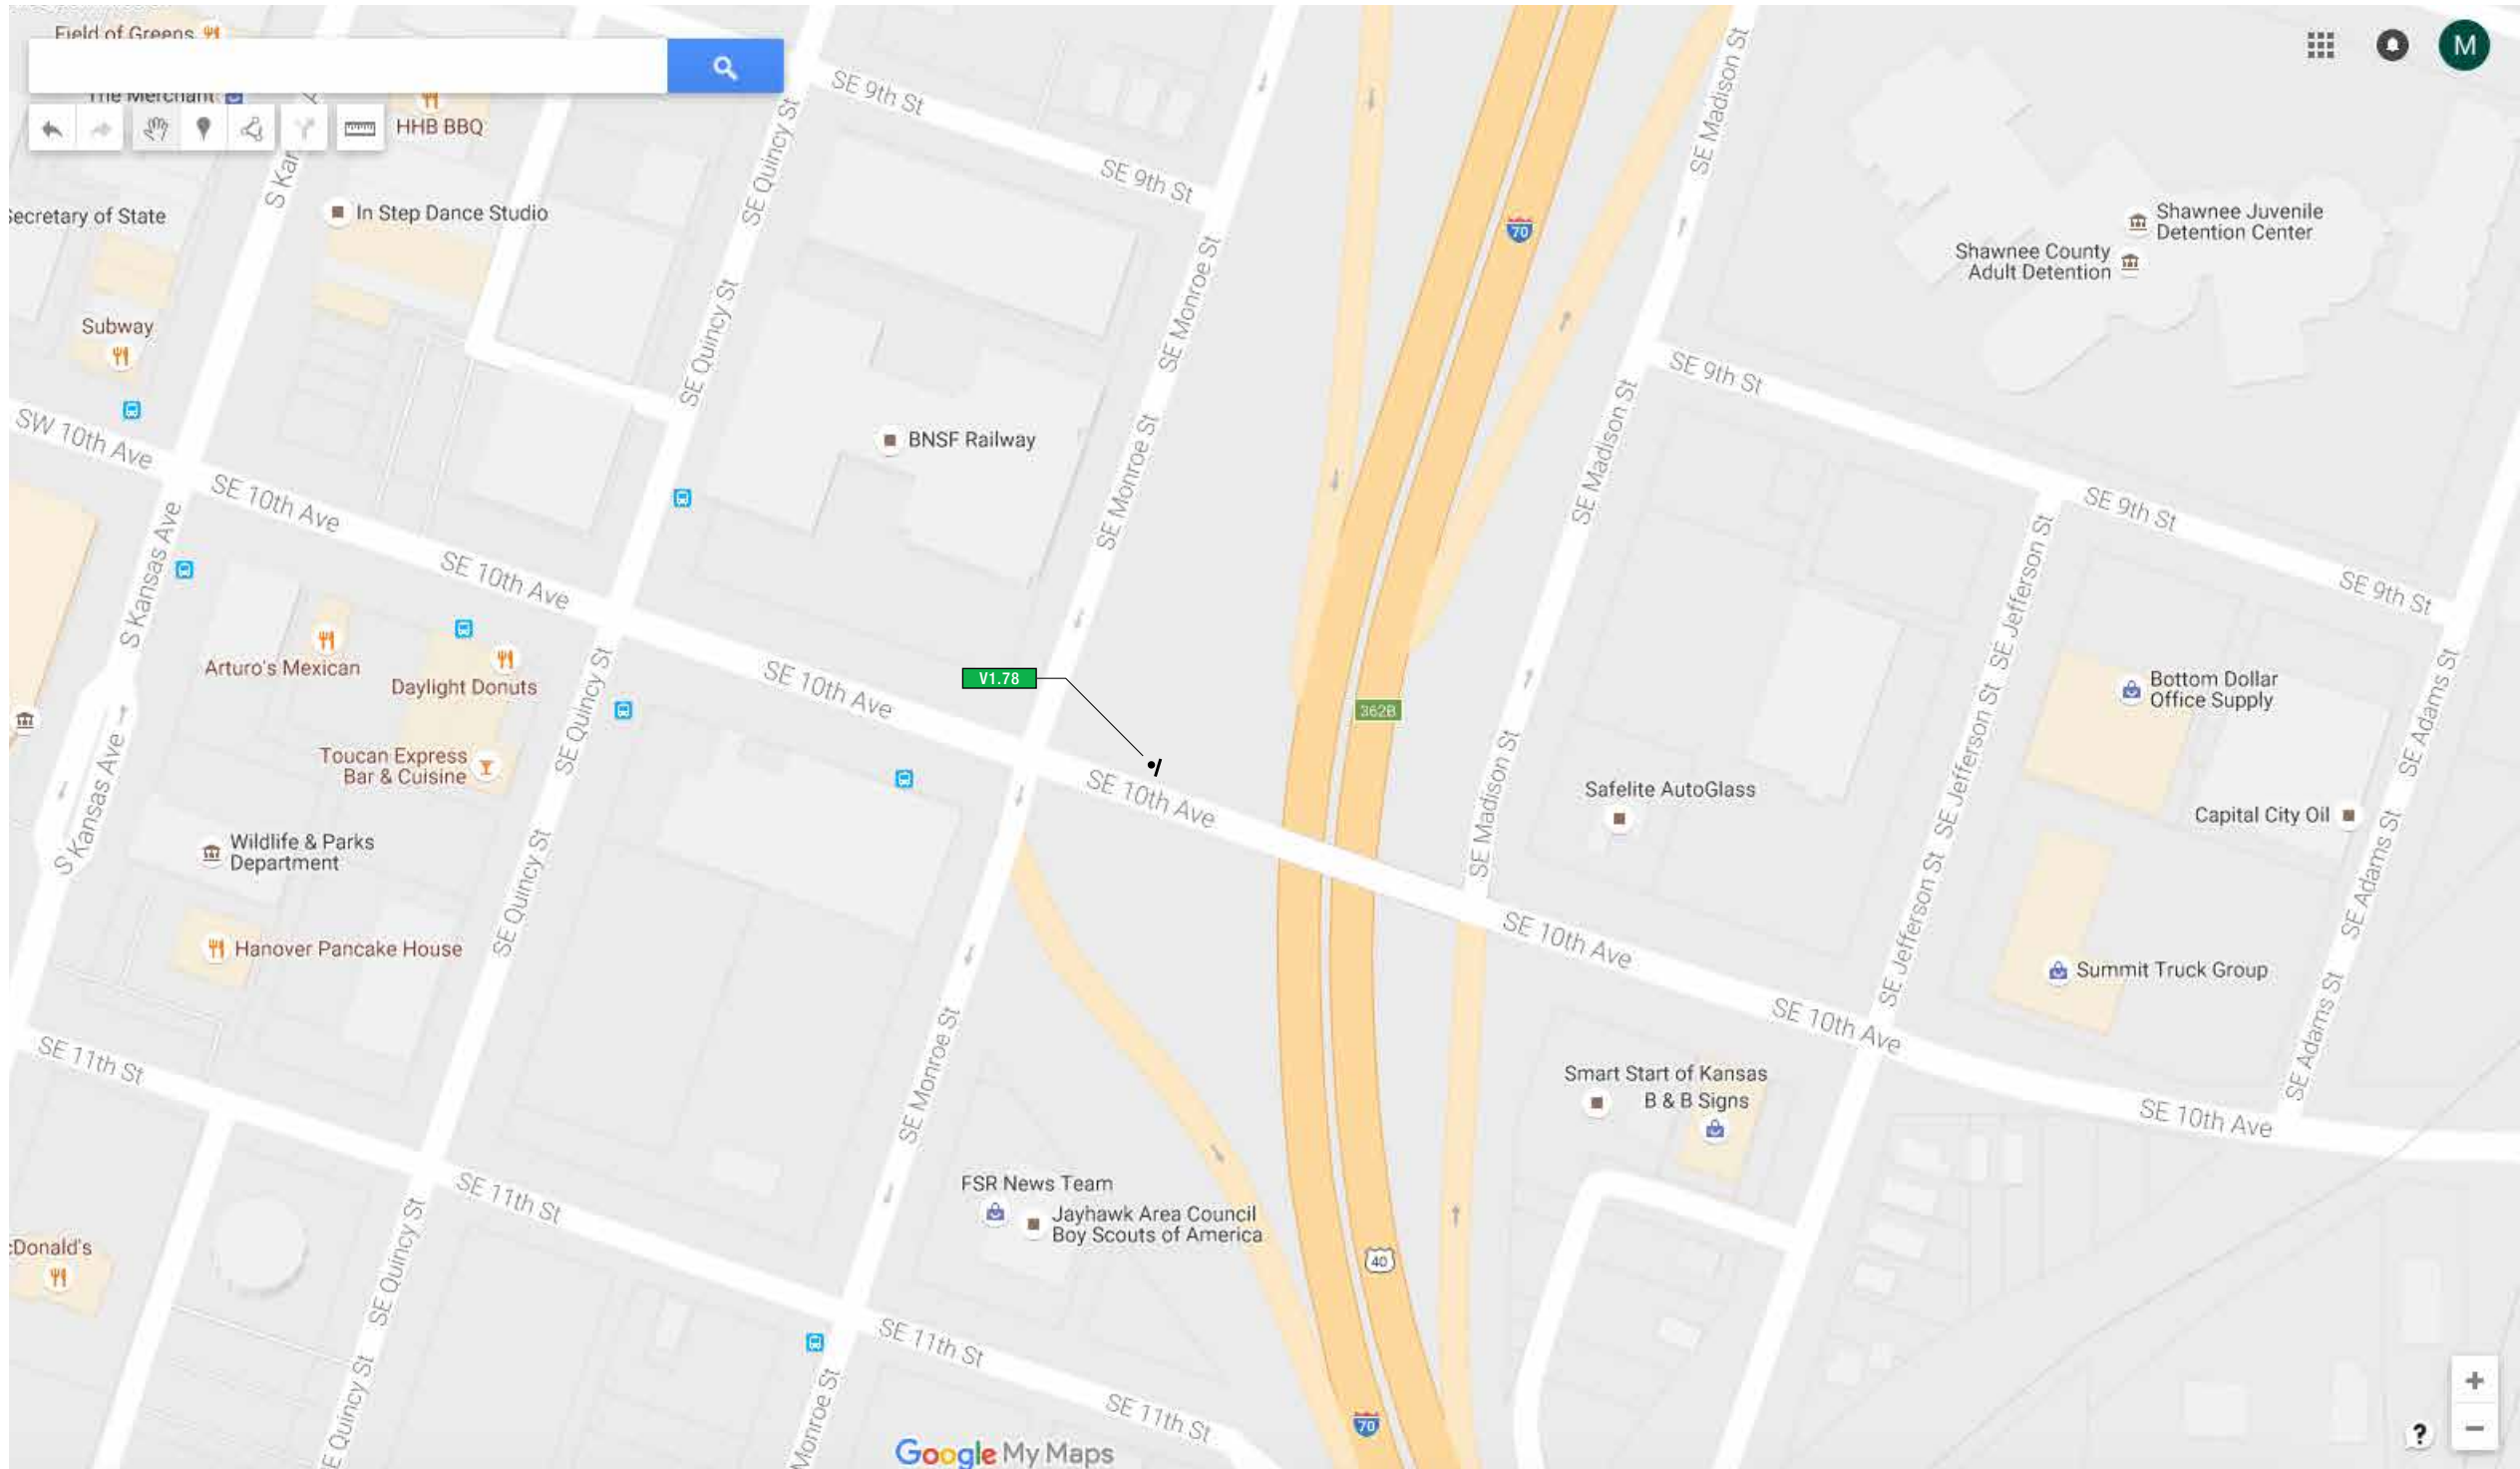 Field of Greens
M
The Merchant
HHB BBQ
SE 9th St
SE Quincy St
SE Madison St
S Kan
SE 9th St
70
Secretary of State
In Step Dance Studio
SE Quincy St
SE Monroe St
Shawnee Juvenile
Detention Center
Shawnee County
Adult Detention
Subway
SE 9th St
SE Monroe St
SE Madison St
SW 10th Ave
BNSF Railway
SE 10th Ave
SE 9th St
SE Jefferson St
S Kansas Ave
SE 10th Ave
SE 9th St
Arturo's Mexican
Daylight Donuts
SE Quincy St
SE 10th Ave
V1.78
362B
Bottom Dollar
Office Supply
SE Adams St
Toucan Express
Bar & Cuisine
S Kansas Ave
SE 10th Ave
SE Madison St
SE Jefferson St
Safelite AutoGlass
Capital City Oil
Wildlife & Parks
Department
SE Quincy St
SE Jefferson St
SE Adams St
Hanover Pancake House
SE 10th Ave
Summit Truck Group
SE 11th St
SE Monroe St
SE 10th Ave
SE Adams St
Smart Start of Kansas
B & B Signs
SE 10th Ave
SE 11th St
FSR News Team
Jayhawk Area Council
Boy Scouts of America
SE Quincy St
cDonald's
40
SE 11th St
SE 11th St
E Quincy St
Monroe St
70
+
?
−
Google My Maps